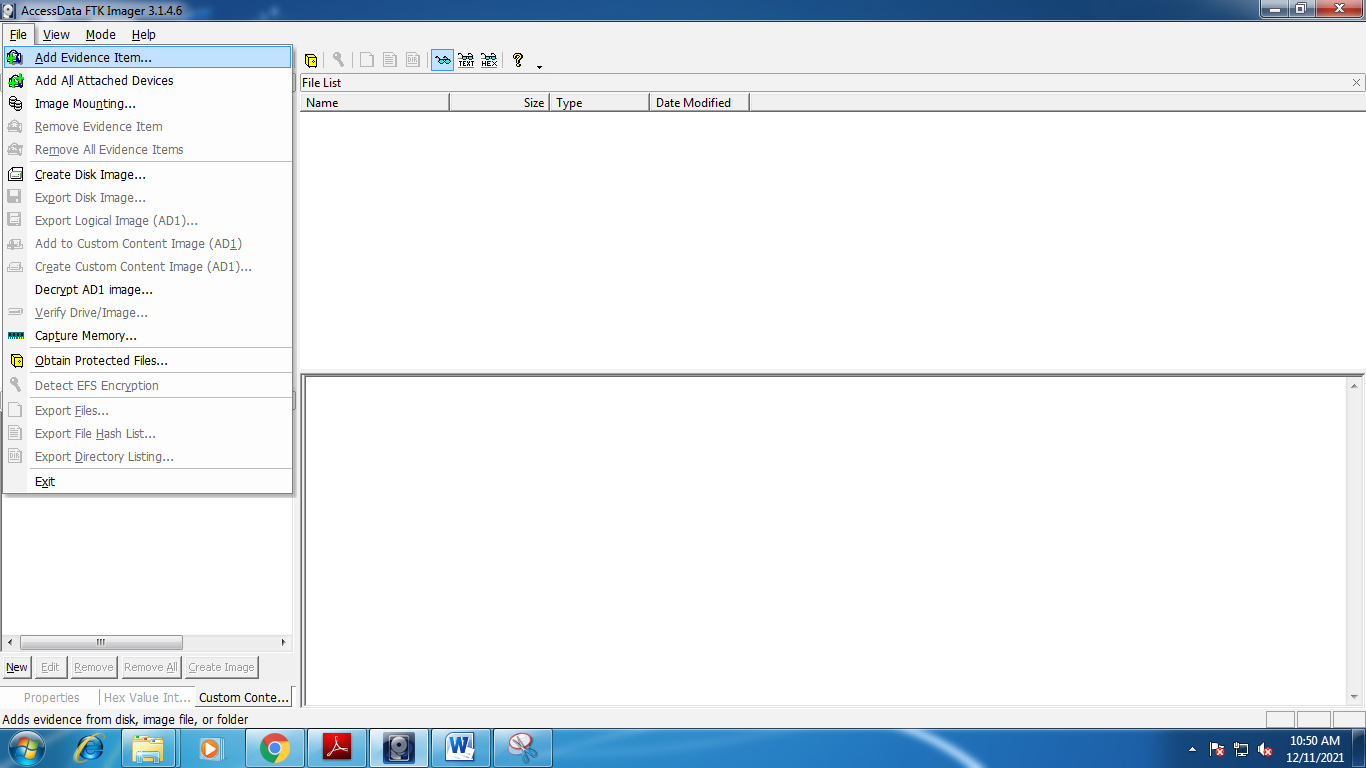 AccessData FTK Imager 3.1.4.6
File View Mode Help
Add Evidence Item...
Add All Attached Devices
Image Mounting...
Remove Evidence Item
Remove All Evidence Items
Create Disk Image...
Export Disk Image...
Export Logical Image (AD1)...
Add to Custom Content Image (AD1)
Create Custom Content Image (AD1)...
Decrypt AD1 image...
Verify Drive/Image...
Capture Memory...
Obtain Protected Files...
Detect EFS Encryption
Export Files...
Export File Hash List...
Export Directory Listing...
Exit
DIR
TEXT HEX
File List
Name Size Type Date Modified
New Edit Remove Remove All Create Image
Properties Hex Value Int... Custom Conte...
Adds evidence from disk, image file, or folder
10:50 AM
12/11/2021